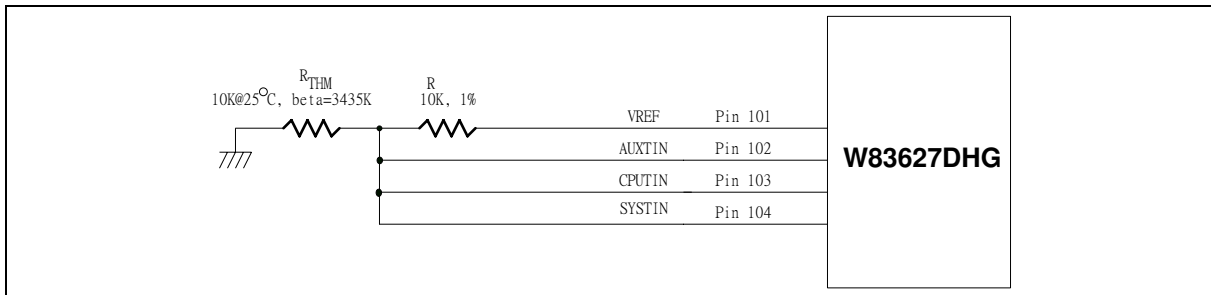 R_THM
10K@25°C, beta=3435K
R
10K, 1%
VREF Pin 101
AUXTIN Pin 102
CPUTIN Pin 103
SYSTIN Pin 104
W83627DHG